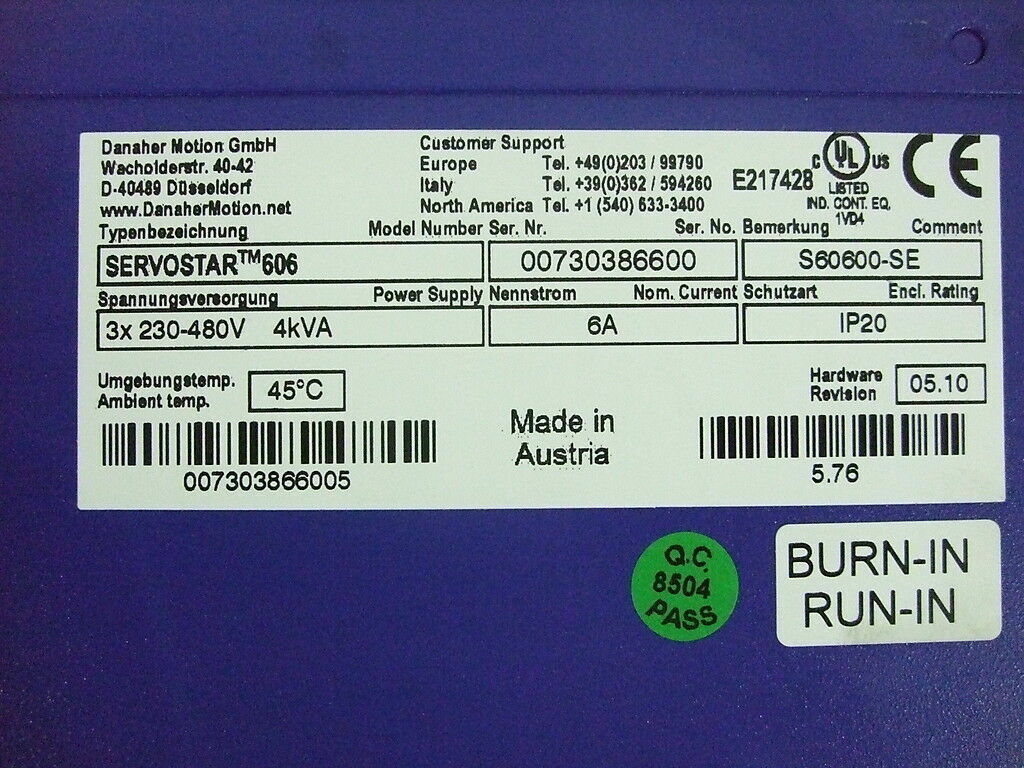 Danaher Motion GmbH
Wacholderstr. 40-42
D-40489 Düsseldorf
www.DanaherMotion.net
Customer Support
Europe Tel. +49(0)203 / 99790
Italy Tel. +39(0)362 / 594260
North America Tel. +1 (540) 633-3400
E217428
C UL US
LISTED
IND. CONT. EQ.
1VD4
CE
Typenbezeichnung Model Number Ser. Nr. Ser. No. Bemerkung Comment
SERVOSTAR™606 00730386600 S60600-SE
Spannungsversorgung Power Supply Nennstrom Nom. Current Schutzart Encl. Rating
3x 230-480V 4kVA 6A IP20
Umgebungstemp.
Ambient temp.
45°C
Hardware
Revision
05.10
Made in
Austria
007303866005
5.76
Q.C.
8504
PASS
BURN-IN
RUN-IN